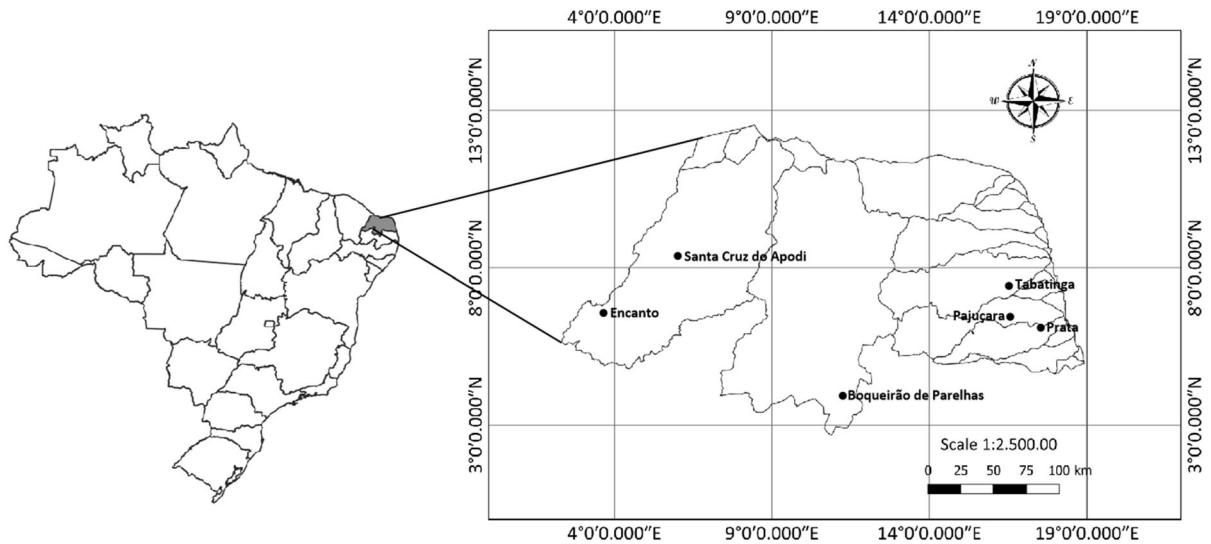 4°0′0.000″E 9°0′0.000″E 14°0′0.000″E 19°0′0.000″E
13°0′0.000″N
8°0′0.000″N
3°0′0.000″N
N
W E
S
Santa Cruz do Apodi
Encanto
Tabatinga
Pajuçara
Prata
Boqueirão de Parelhas
Scale 1:2.500.00
0 25 50 75 100 km
13°0′0.000″N
8°0′0.000″N
3°0′0.000″N
4°0′0.000″E 9°0′0.000″E 14°0′0.000″E 19°0′0.000″E